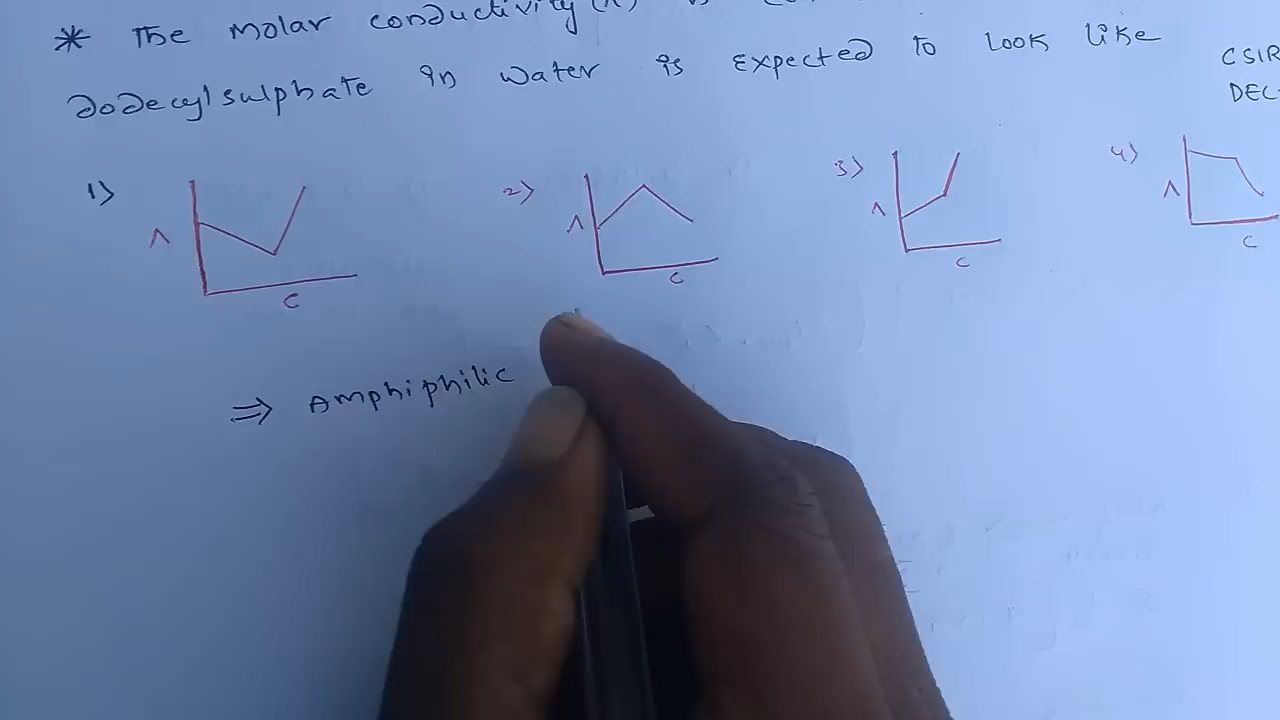 * The molar conductivity (Λ)
dodecylsulphate in water is expected to look like
CSIR
DEC-
1) Λ C
2) Λ C
3) Λ C
4) Λ C
⇒ Amphiphilic